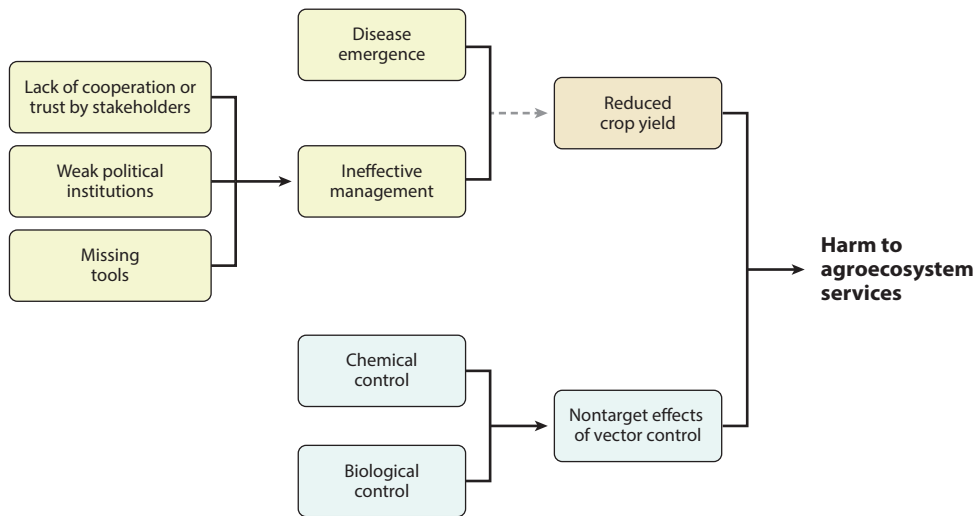 Disease
emergence
Lack of cooperation or
trust by stakeholders
Reduced
crop yield
Weak political
institutions
Ineffective
management
Missing
tools
Harm to
agroecosystem
services
Chemical
control
Nontarget effects
of vector control
Biological
control